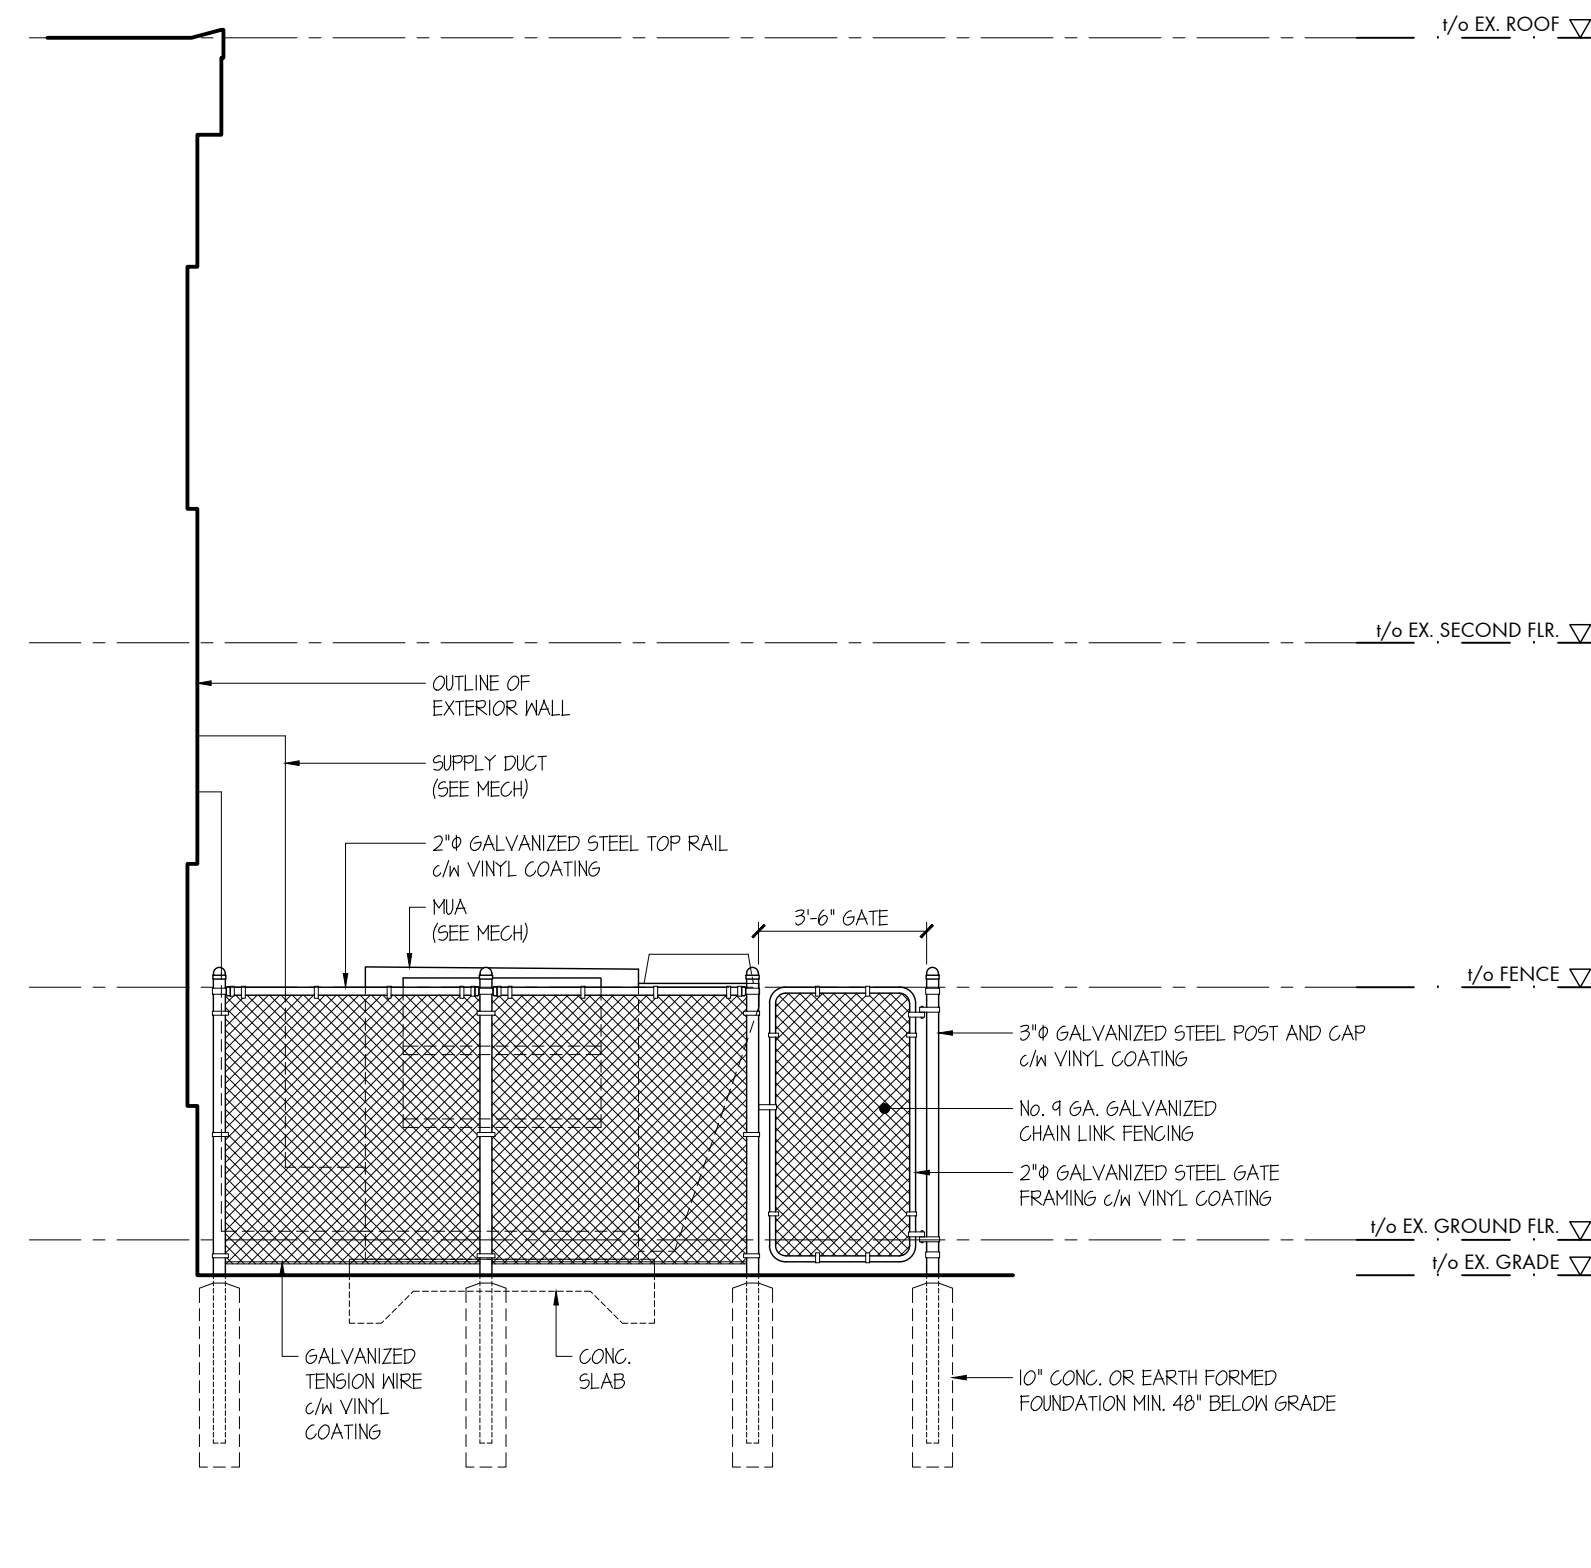 t/o EX. ROOF
t/o EX. SECOND FLR.
OUTLINE OF
EXTERIOR WALL
SUPPLY DUCT
(SEE MECH)
2"Φ GALVANIZED STEEL TOP RAIL
c/w VINYL COATING
MUA
(SEE MECH)
3'-6" GATE
t/o FENCE
3"Φ GALVANIZED STEEL POST AND CAP
c/w VINYL COATING
No. 9 GA. GALVANIZED
CHAIN LINK FENCING
2"Φ GALVANIZED STEEL GATE
FRAMING c/w VINYL COATING
t/o EX. GROUND FLR.
t/o EX. GRADE
GALVANIZED
TENSION WIRE
c/w VINYL
COATING
CONC.
SLAB
10" CONC. OR EARTH FORMED
FOUNDATION MIN. 48" BELOW GRADE